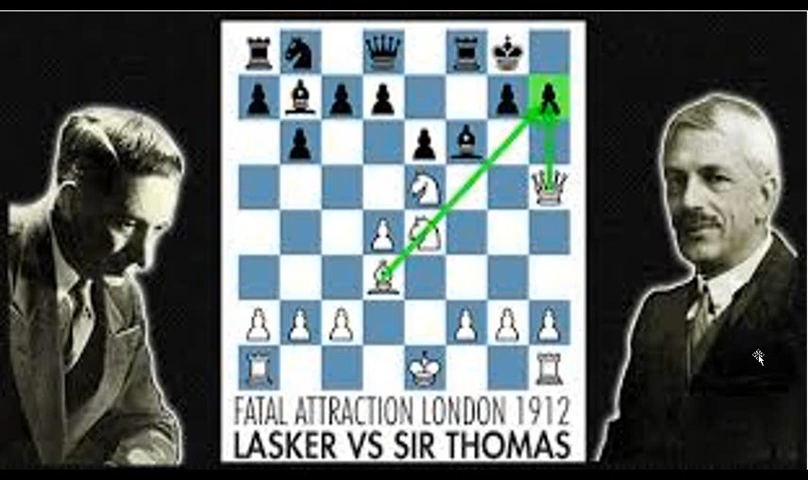 FATAL ATTRACTION LONDON 1912
LASKER VS SIR THOMAS